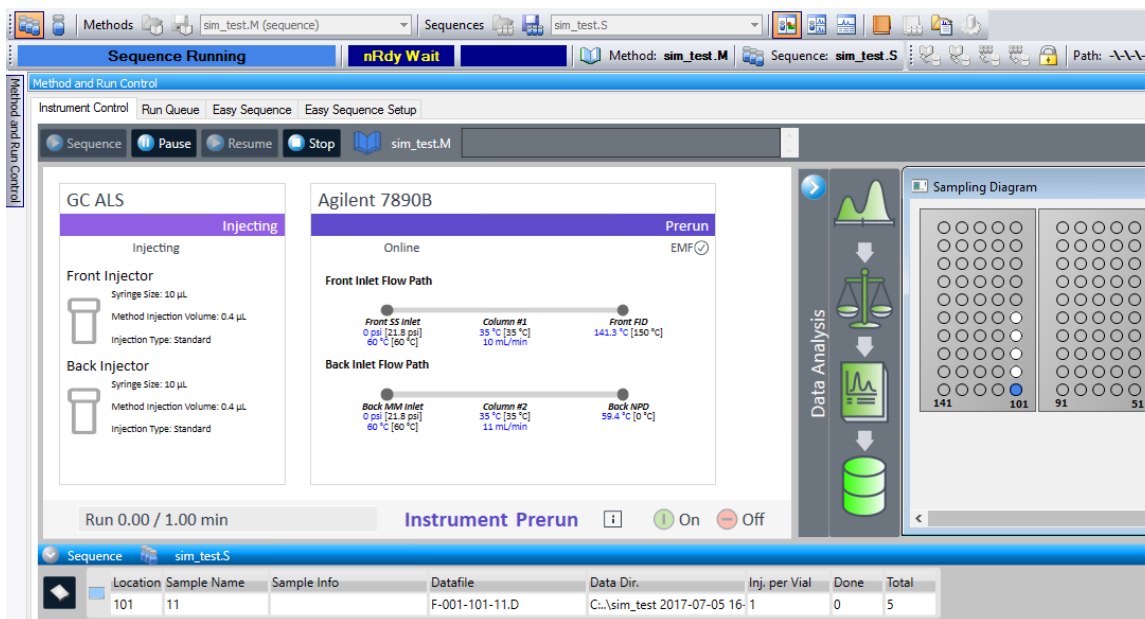 Methods sim_test.M (sequence) Sequences sim_test.S
Sequence Running nRdy Wait Method: sim_test.M Sequence: sim_test.S Path: -\-\-\-
Method and Run Control
Method and Run Control
Instrument Control Run Queue Easy Sequence Easy Sequence Setup
Sequence Pause Resume Stop sim_test.M
GC ALS
Injecting
Injecting
Front Injector
Syringe Size: 10 µL
Method Injection Volume: 0.4 µL
Injection Type: Standard
Back Injector
Syringe Size: 10 µL
Method Injection Volume: 0.4 µL
Injection Type: Standard
Agilent 7890B
Prerun
Online EMF
Front Inlet Flow Path
Front SS Inlet Column #1 Front FID
0 psi [21.8 psi] 35 °C [35 °C] 141.3 °C [150 °C]
60 °C [60 °C] 10 mL/min
Back Inlet Flow Path
Back MM Inlet Column #2 Back NPD
0 psi [21.8 psi] 35 °C [35 °C] 59.4 °C [0 °C]
60 °C [60 °C] 11 mL/min
Run 0.00 / 1.00 min Instrument Prerun i On Off
Data Analysis
Sampling Diagram
141 101 91 51
Sequence sim_test.S
Location Sample Name Sample Info Datafile Data Dir. Inj. per Vial Done Total
101 11 F-001-101-11.D C:..\sim_test 2017-07-05 16- 1 0 5